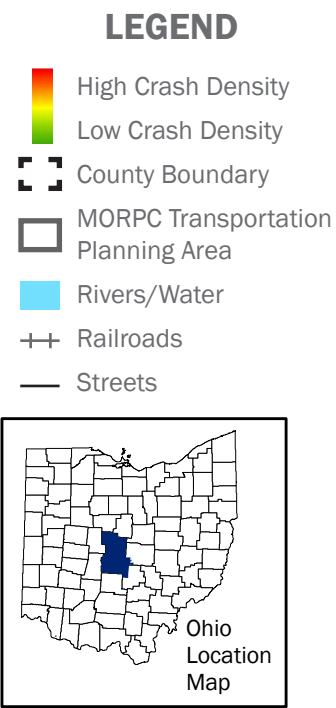 LEGEND
High Crash Density
Low Crash Density
County Boundary
MORPC Transportation
Planning Area
Rivers/Water
Railroads
Streets
Ohio
Location
Map